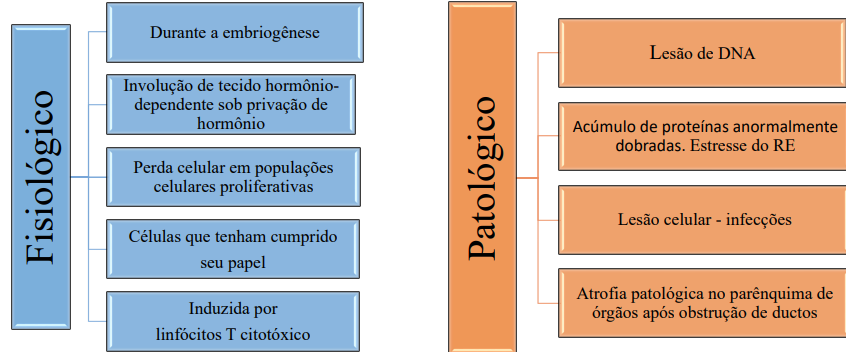 Fisiológico
Durante a embriogênese
Involução de tecido hormônio-
dependente sob privação de
hormônio
Perda celular em populações
celulares proliferativas
Células que tenham cumprido
seu papel
Induzida por
linfócitos T citotóxico
Patológico
Lesão de DNA
Acúmulo de proteínas anormalmente
dobradas. Estresse do RE
Lesão celular - infecções
Atrofia patológica no parênquima de
órgãos após obstrução de ductos